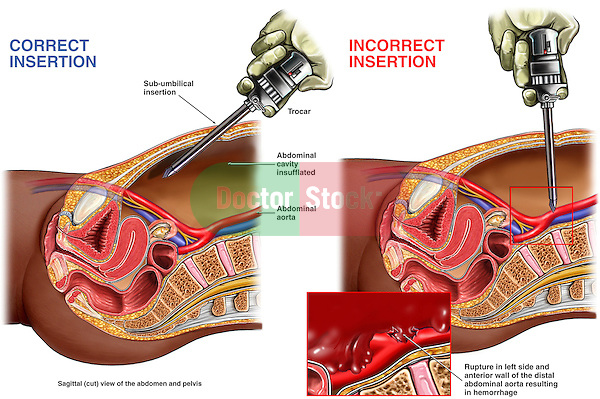 CORRECT
INSERTION
Sub-umbilical
insertion
Trocar
Abdominal
cavity
insufflated
Abdominal
aorta
Sagittal (cut) view of the abdomen and pelvis
INCORRECT
INSERTION
Rupture in left side and
anterior wall of the distal
abdominal aorta resulting
in hemorrhage
Doctor Stock